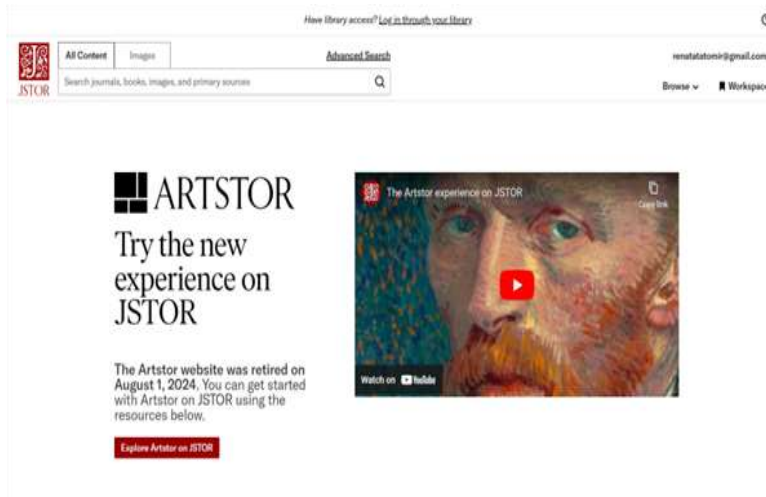 Have library access? Log in through your library
All Content Images Advanced Search
renatatatomir@gmail.com
Search journals, books, images, and primary sources
JSTOR
Browse Workspace
ARTSTOR
Try the new
experience on
JSTOR
The Artstor website was retired on
August 1, 2024. You can get started
with Artstor on JSTOR using the
resources below.
Explore Artstor on JSTOR
The Artstor experience on JSTOR
Copy link
Watch on YouTube